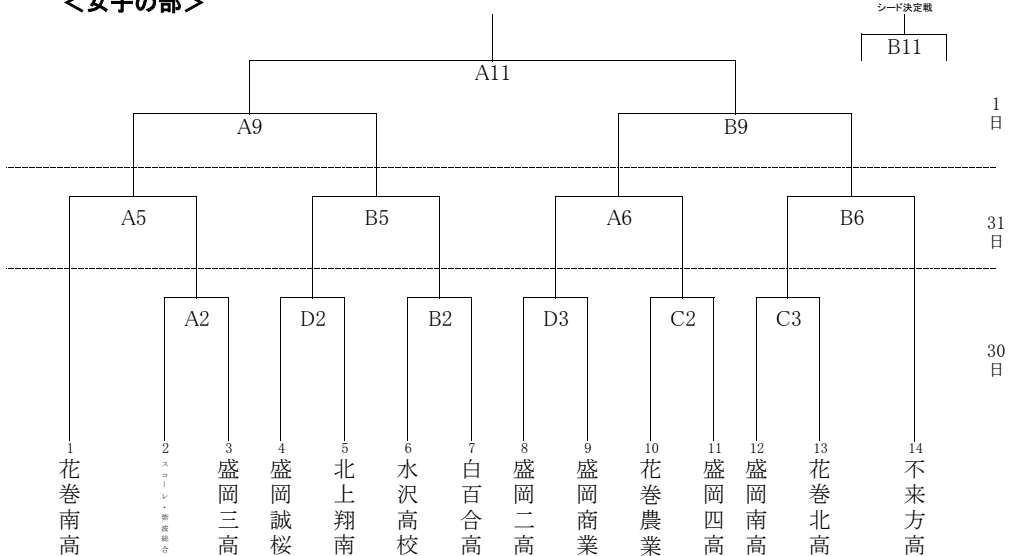 ＜女子の部＞
シード決定戦
B11
A11
1日
A9
B9
A5
B5
A6
B6
31日
A2
D2
B2
D3
C2
C3
30日
1
花巻南高
2
スコーレ・紫波総合
3
盛岡三高
4
盛岡誠桜
5
北上翔南
6
水沢高校
7
白百合高
8
盛岡二高
9
盛岡商業
10
花巻農業
11
盛岡四高
12
盛岡南高
13
花巻北高
14
不来方高